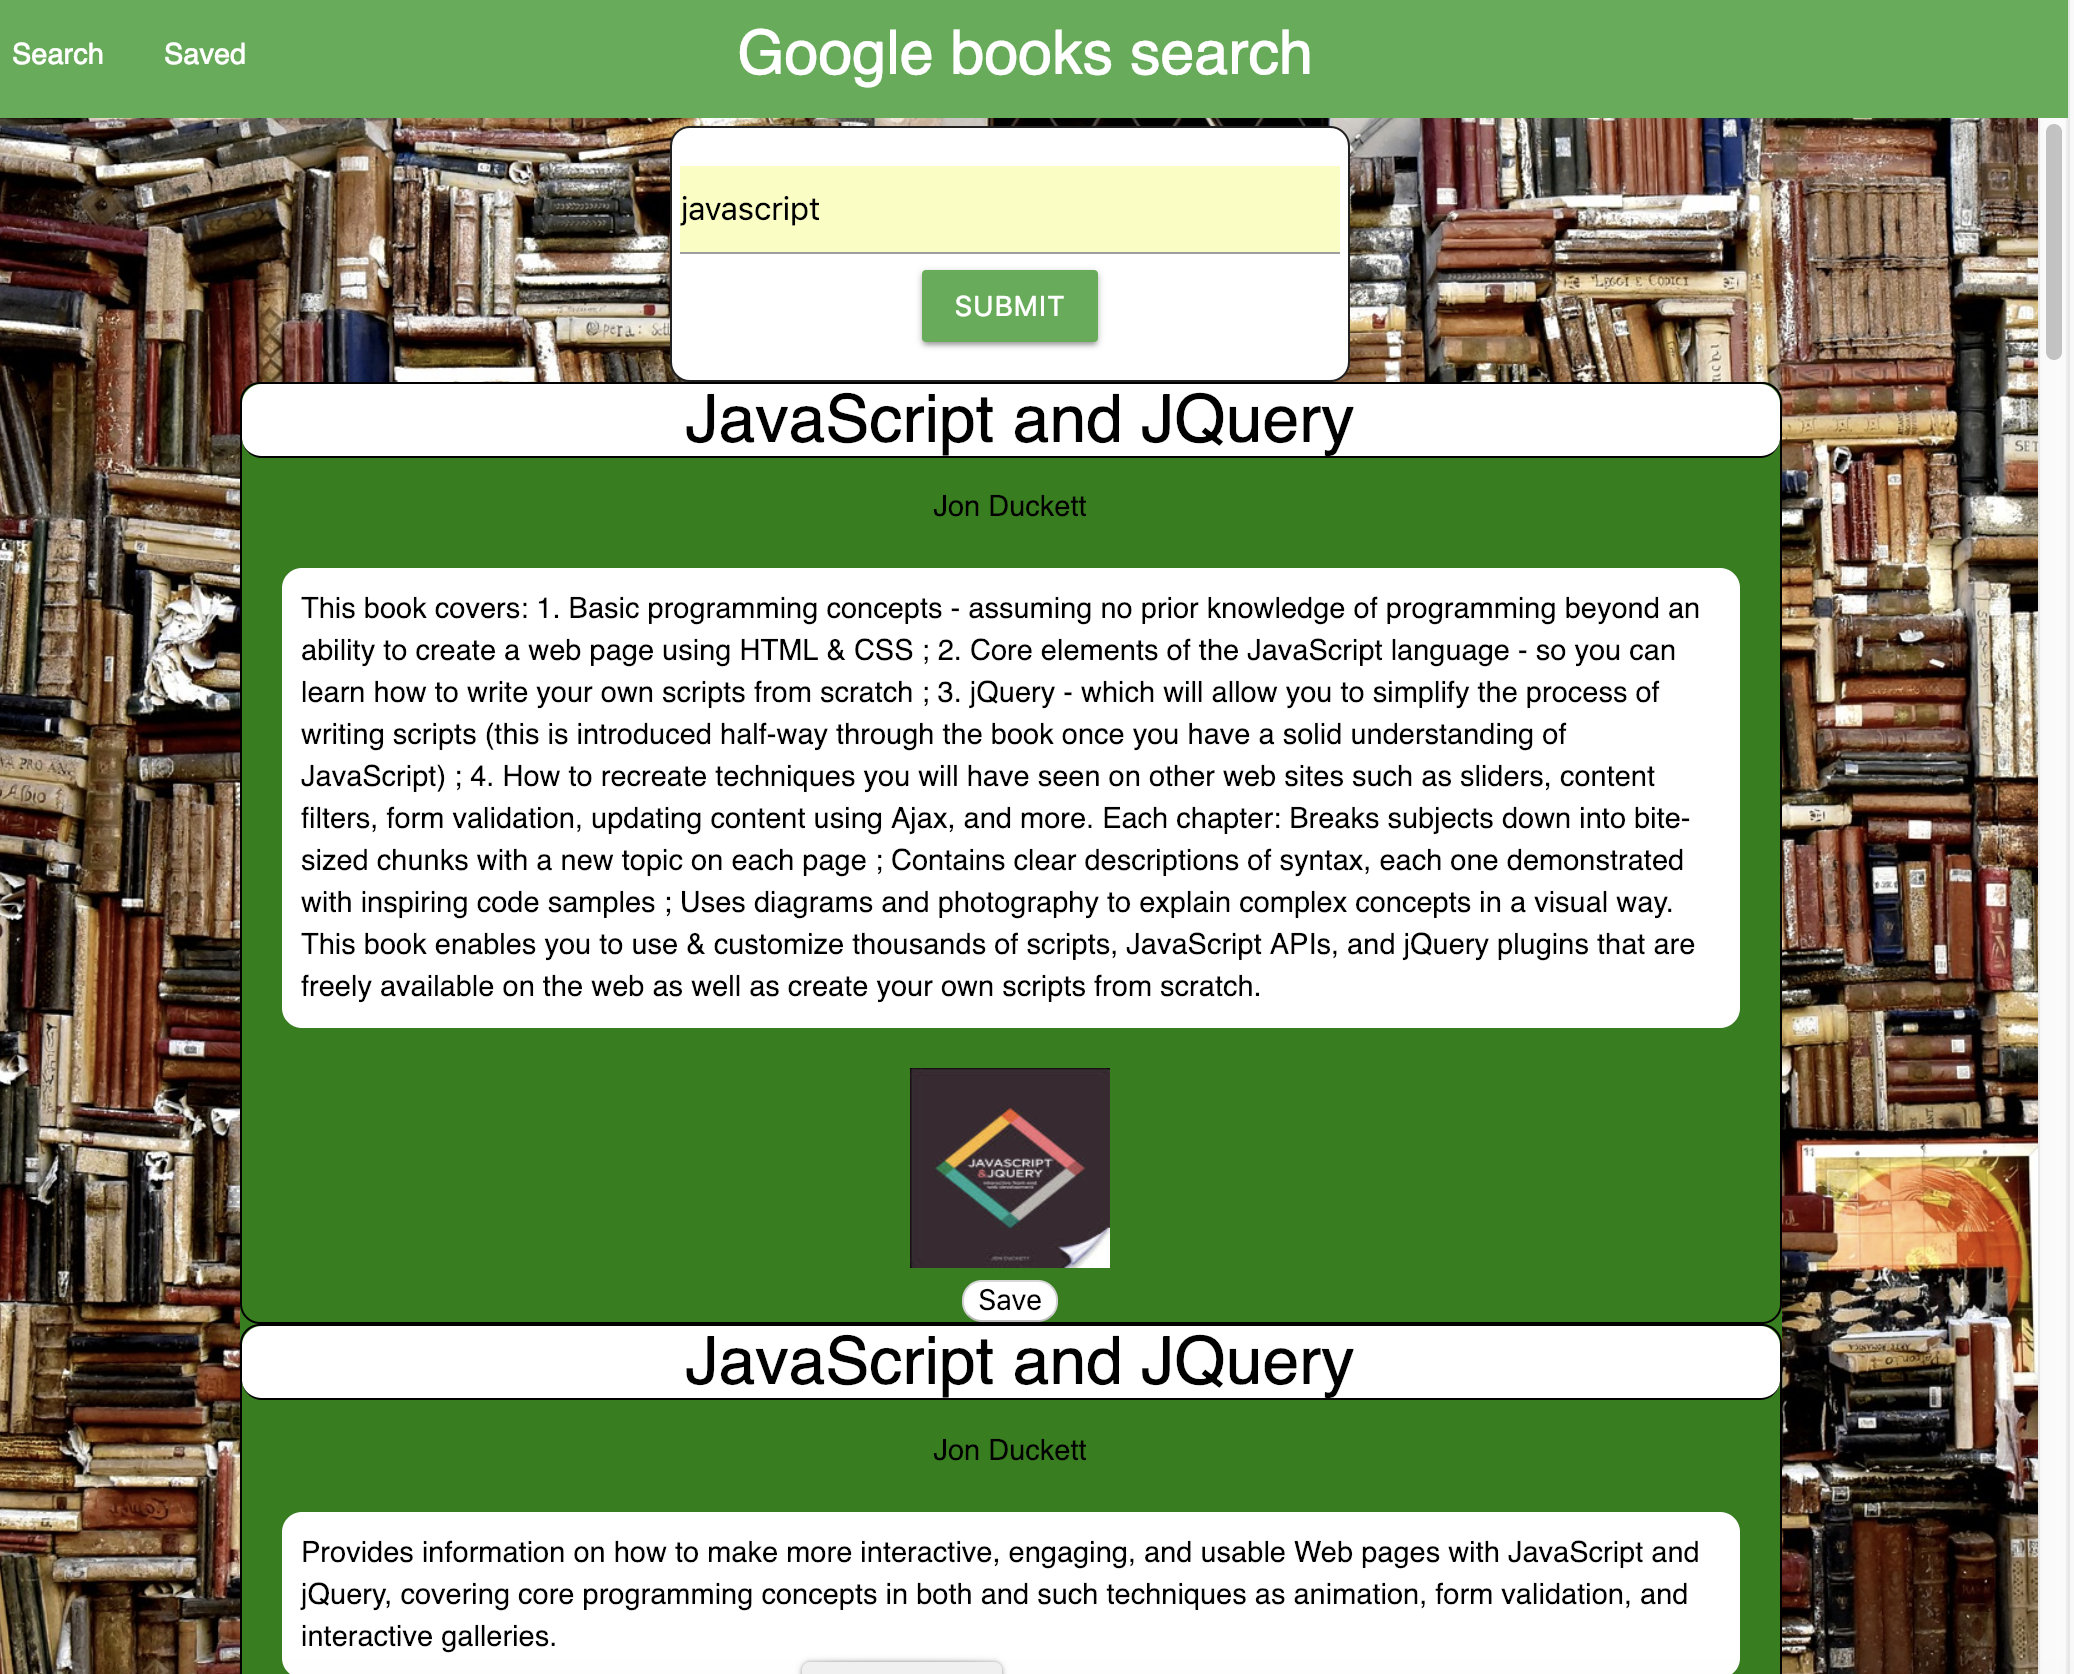 Search Saved Google books search
javascript
SUBMIT
JavaScript and JQuery
Jon Duckett
This book covers: 1. Basic programming concepts - assuming no prior knowledge of programming beyond an
ability to create a web page using HTML & CSS ; 2. Core elements of the JavaScript language - so you can
learn how to write your own scripts from scratch ; 3. jQuery - which will allow you to simplify the process of
writing scripts (this is introduced half-way through the book once you have a solid understanding of
JavaScript) ; 4. How to recreate techniques you will have seen on other web sites such as sliders, content
filters, form validation, updating content using Ajax, and more. Each chapter: Breaks subjects down into bite-
sized chunks with a new topic on each page ; Contains clear descriptions of syntax, each one demonstrated
with inspiring code samples ; Uses diagrams and photography to explain complex concepts in a visual way.
This book enables you to use & customize thousands of scripts, JavaScript APIs, and jQuery plugins that are
freely available on the web as well as create your own scripts from scratch.
JAVASCRIPT
&JQUERY
JON DUCKETT
Save
JavaScript and JQuery
Jon Duckett
Provides information on how to make more interactive, engaging, and usable Web pages with JavaScript and
jQuery, covering core programming concepts in both and such techniques as animation, form validation, and
interactive galleries.